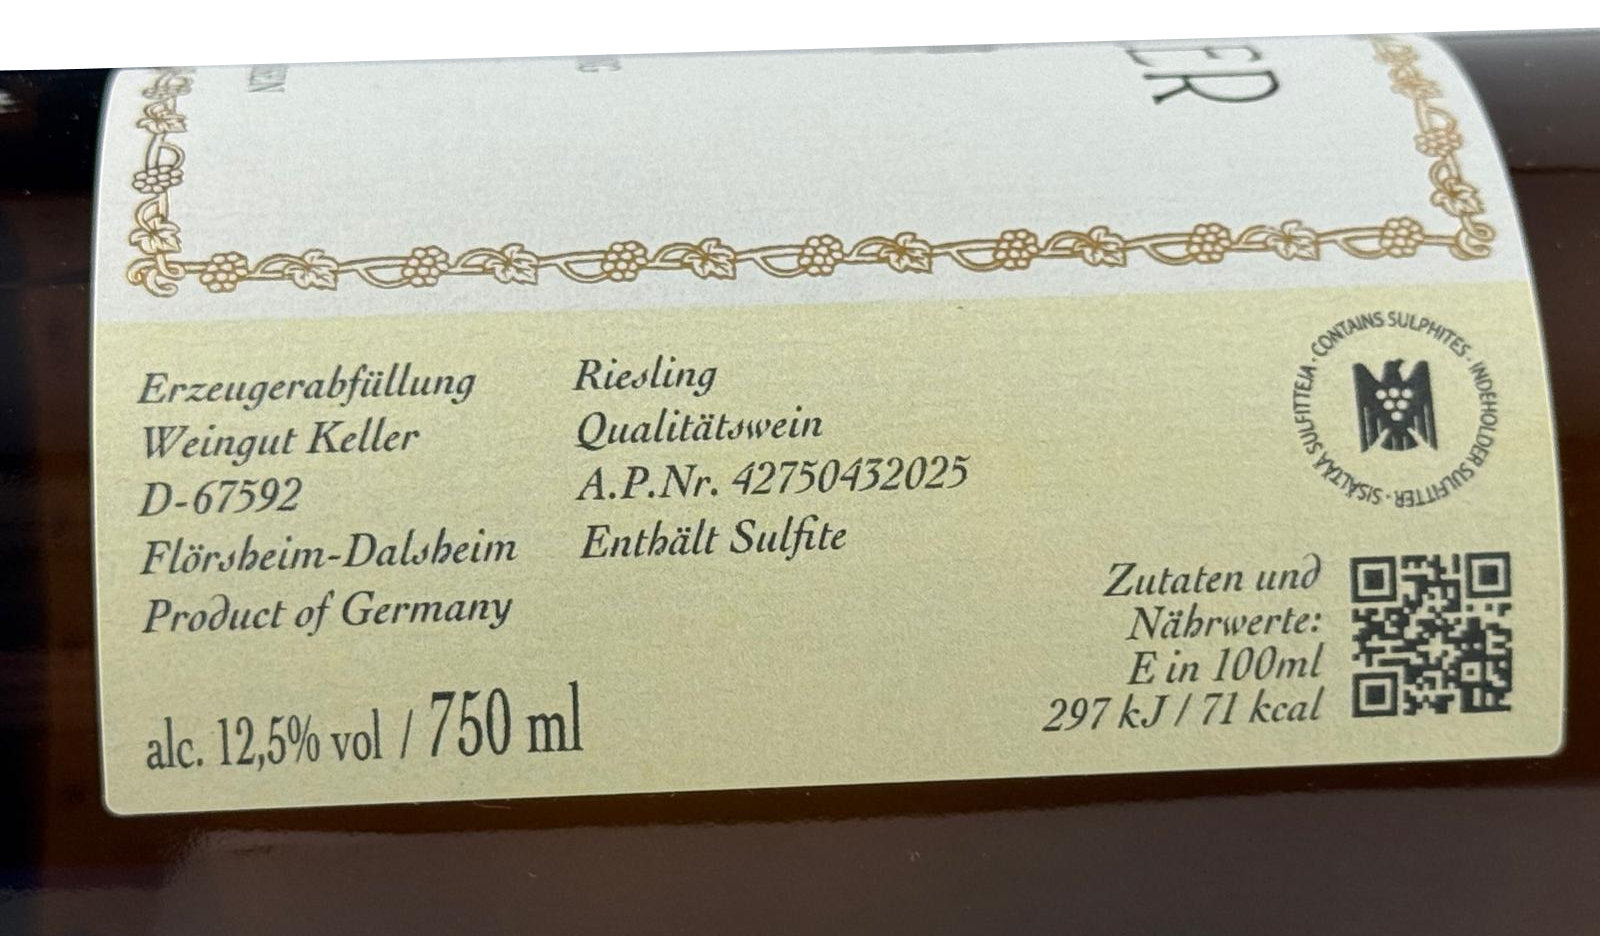 ER
Erzeugerabfüllung
Weingut Keller
D-67592
Flörsheim-Dalsheim
Product of Germany
alc. 12,5% vol / 750 ml
Riesling
Qualitätswein
A.P.Nr. 42750432025
Enthält Sulfite
CONTAINS SULPHITES · INDEHOLDER SULFITTER · SISÄLTÄÄ SULFIITTEJA ·
Zutaten und
Nährwerte:
E in 100ml
297 kJ / 71 kcal